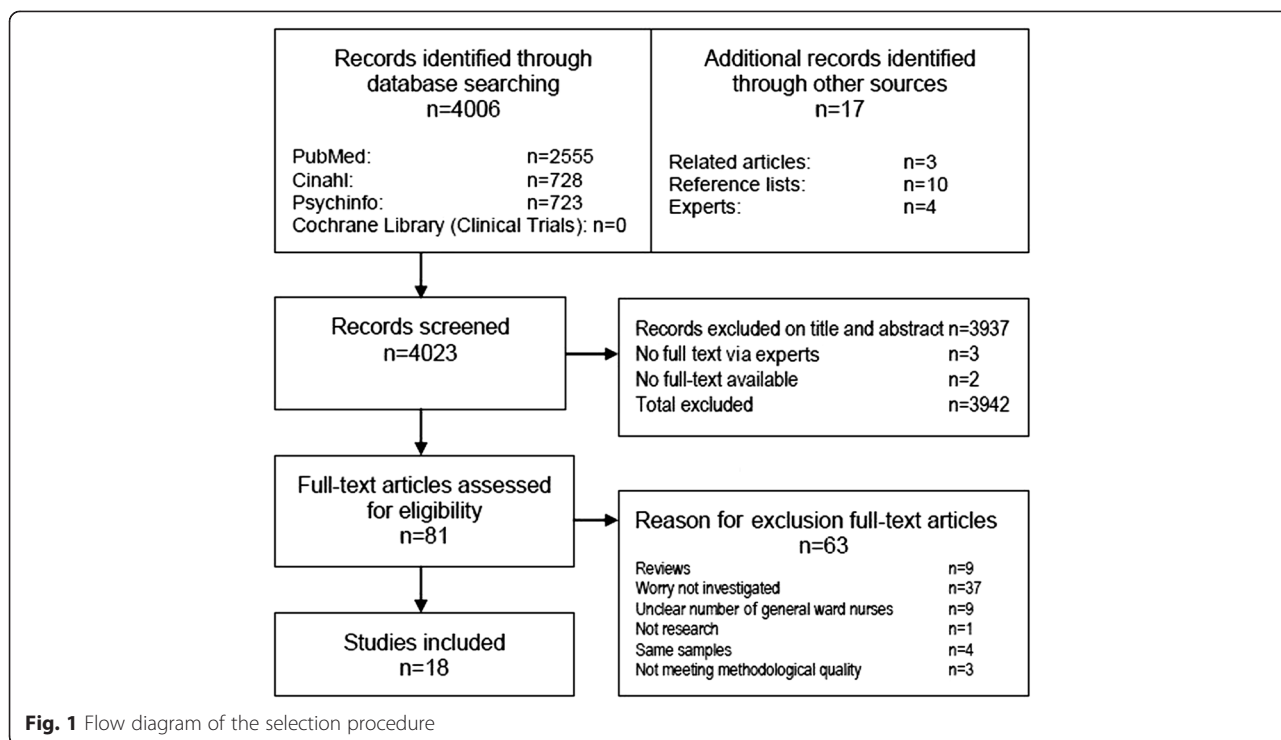 Records identified through
database searching
n=4006
PubMed: n=2555
Cinahl: n=728
Psychinfo: n=723
Cochrane Library (Clinical Trials): n=0
Additional records identified
through other sources
n=17
Related articles: n=3
Reference lists: n=10
Experts: n=4
Records screened
n=4023
Records excluded on title and abstract n=3937
No full text via experts n=3
No full-text available n=2
Total excluded n=3942
Full-text articles assessed
for eligibility
n=81
Reason for exclusion full-text articles
n=63
Reviews n=9
Worry not investigated n=37
Unclear number of general ward nurses n=9
Not research n=1
Same samples n=4
Not meeting methodological quality n=3
Studies included
n=18
Fig. 1 Flow diagram of the selection procedure